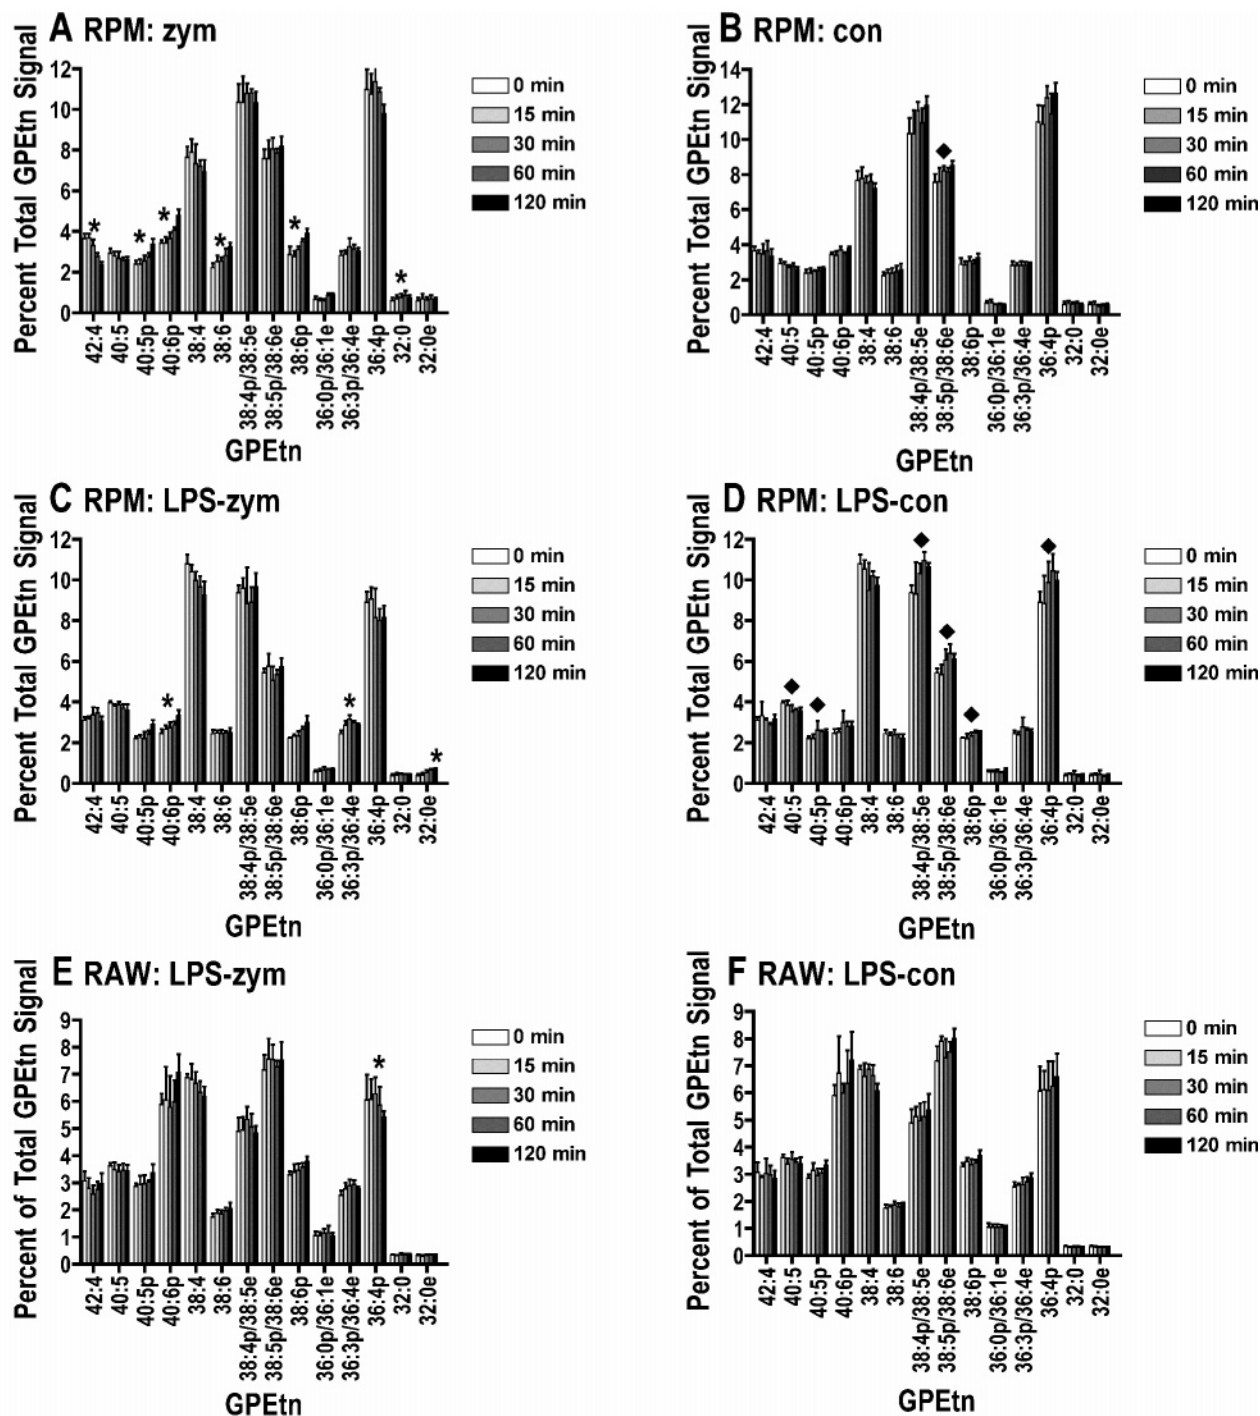 A RPM: zym
Percent Total GPEtn Signal
12
10
8
6
4
2
0
* * * * * *
42:4
40:5
40:5p
40:6p
38:4
38:6
38:4p/38:5e
38:5p/38:6e
38:6p
36:0p/36:1e
36:3p/36:4e
36:4p
32:0
32:0e
GPEtn
0 min
15 min
30 min
60 min
120 min
B RPM: con
Percent Total GPEtn Signal
14
12
10
8
6
4
2
0
◆
42:4
40:5
40:5p
40:6p
38:4
38:6
38:4p/38:5e
38:5p/38:6e
38:6p
36:0p/36:1e
36:3p/36:4e
36:4p
32:0
32:0e
GPEtn
0 min
15 min
30 min
60 min
120 min
C RPM: LPS-zym
Percent Total GPEtn Signal
12
10
8
6
4
2
0
* * *
42:4
40:5
40:5p
40:6p
38:4
38:6
38:4p/38:5e
38:5p/38:6e
38:6p
36:0p/36:1e
36:3p/36:4e
36:4p
32:0
32:0e
GPEtn
0 min
15 min
30 min
60 min
120 min
D RPM: LPS-con
Percent Total GPEtn Signal
12
10
8
6
4
2
0
◆ ◆ ◆ ◆ ◆ ◆
42:4
40:5
40:5p
40:6p
38:4
38:6
38:4p/38:5e
38:5p/38:6e
38:6p
36:0p/36:1e
36:3p/36:4e
36:4p
32:0
32:0e
GPEtn
0 min
15 min
30 min
60 min
120 min
E RAW: LPS-zym
Percent of Total GPEtn Signal
9
8
7
6
5
4
3
2
1
0
*
42:4
40:5
40:5p
40:6p
38:4
38:6
38:4p/38:5e
38:5p/38:6e
38:6p
36:0p/36:1e
36:3p/36:4e
36:4p
32:0
32:0e
GPEtn
0 min
15 min
30 min
60 min
120 min
F RAW: LPS-con
Percent of Total GPEtn Signal
9
8
7
6
5
4
3
2
1
0
42:4
40:5
40:5p
40:6p
38:4
38:6
38:4p/38:5e
38:5p/38:6e
38:6p
36:0p/36:1e
36:3p/36:4e
36:4p
32:0
32:0e
GPEtn
0 min
15 min
30 min
60 min
120 min